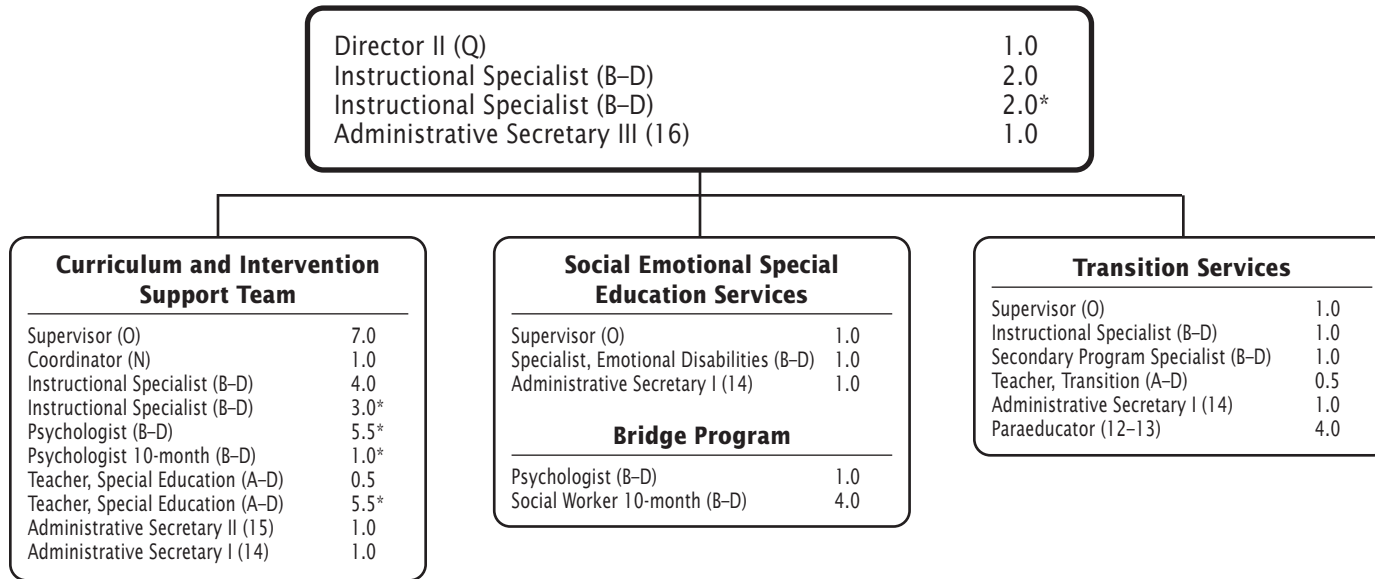 Director II (Q) 1.0
Instructional Specialist (B–D) 2.0
Instructional Specialist (B–D) 2.0*
Administrative Secretary III (16) 1.0
Curriculum and Intervention
Support Team
Supervisor (O) 7.0
Coordinator (N) 1.0
Instructional Specialist (B–D) 4.0
Instructional Specialist (B–D) 3.0*
Psychologist (B–D) 5.5*
Psychologist 10-month (B–D) 1.0*
Teacher, Special Education (A–D) 0.5
Teacher, Special Education (A–D) 5.5*
Administrative Secretary II (15) 1.0
Administrative Secretary I (14) 1.0
Social Emotional Special
Education Services
Supervisor (O) 1.0
Specialist, Emotional Disabilities (B–D) 1.0
Administrative Secretary I (14) 1.0
Bridge Program
Psychologist (B–D) 1.0
Social Worker 10-month (B–D) 4.0
Transition Services
Supervisor (O) 1.0
Instructional Specialist (B–D) 1.0
Secondary Program Specialist (B–D) 1.0
Teacher, Transition (A–D) 0.5
Administrative Secretary I (14) 1.0
Paraeducator (12–13) 4.0